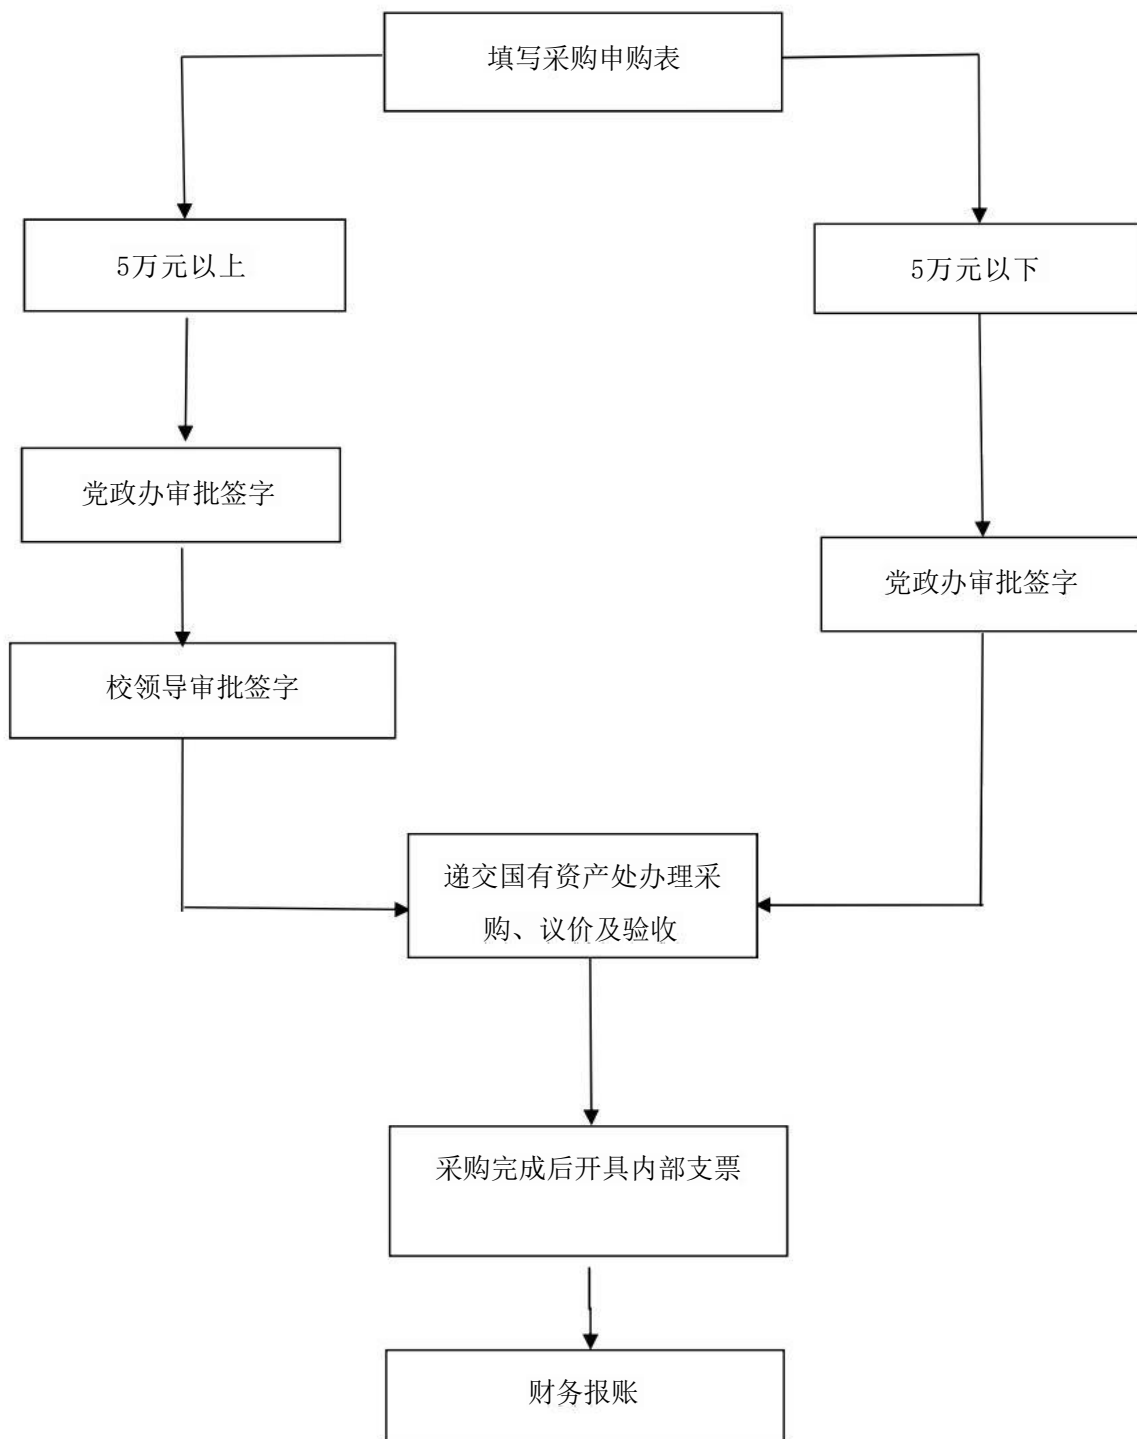 填写采购申购表
5万元以上
5万元以下
党政办审批签字
党政办审批签字
校领导审批签字
递交国有资产处办理采
购、议价及验收
采购完成后开具内部支票
财务报账